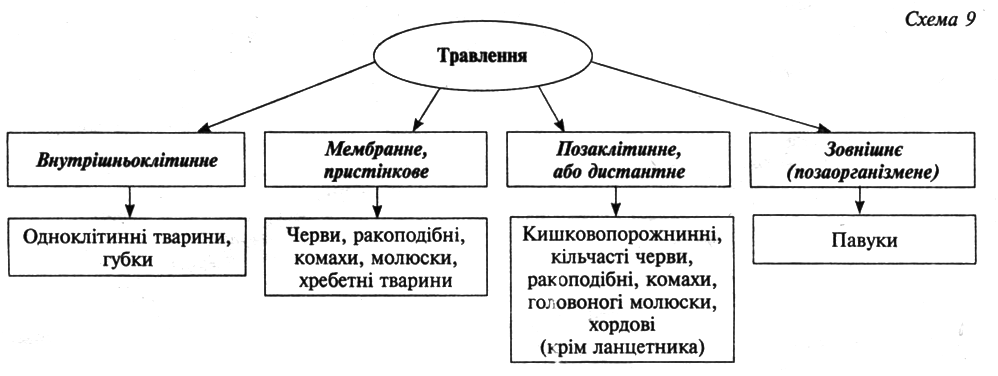 Схема 9
Травлення
Внутрішньоклітинне
Мембранне,
пристінкове
Позаклітинне,
або дистантне
Зовнішнє
(позаорганізмене)
Одноклітинні тварини,
губки
Черви, ракоподібні,
комахи, молюски,
хребетні тварини
Кишковопорожнинні,
кільчасті черви,
ракоподібні, комахи,
головоногі молюски,
хордові
(крім ланцетника)
Павуки